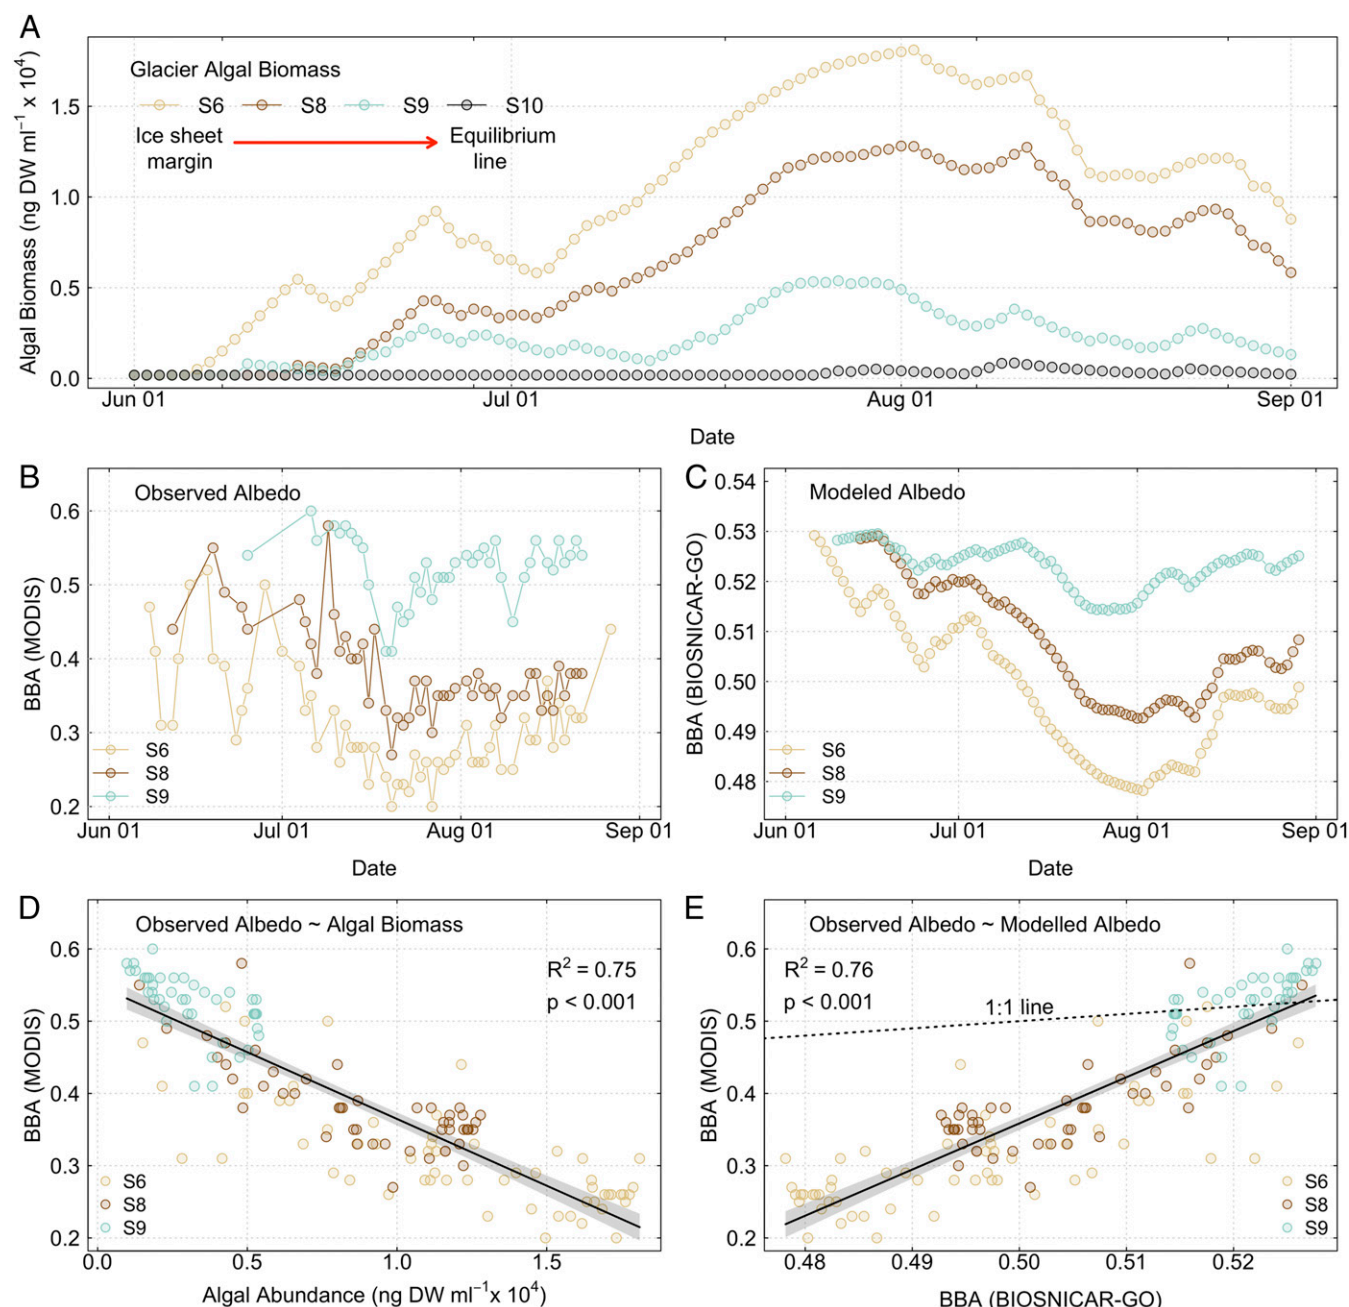 A
Glacier Algal Biomass
S6 S8 S9 S10
Ice sheet
margin
Equilibrium
line
Algal Biomass (ng DW ml⁻¹ x 10⁴)
1.5
1.0
0.5
0.0
Jun 01 Jul 01 Aug 01 Sep 01
Date
B
Observed Albedo
BBA (MODIS)
0.6
0.5
0.4
0.3
0.2
S6
S8
S9
Jun 01 Jul 01 Aug 01 Sep 01
Date
C
Modeled Albedo
BBA (BIOSNICAR-GO)
0.54
0.53
0.52
0.51
0.50
0.49
0.48
S6
S8
S9
Jun 01 Jul 01 Aug 01 Sep 01
Date
D
Observed Albedo ~ Algal Biomass
R² = 0.75
p < 0.001
BBA (MODIS)
0.6
0.5
0.4
0.3
0.2
S6
S8
S9
0.0 0.5 1.0 1.5
Algal Abundance (ng DW ml⁻¹x 10⁴)
E
Observed Albedo ~ Modelled Albedo
R² = 0.76
p < 0.001
1:1 line
BBA (MODIS)
0.6
0.5
0.4
0.3
0.2
S6
S8
S9
0.48 0.49 0.50 0.51 0.52
BBA (BIOSNICAR-GO)